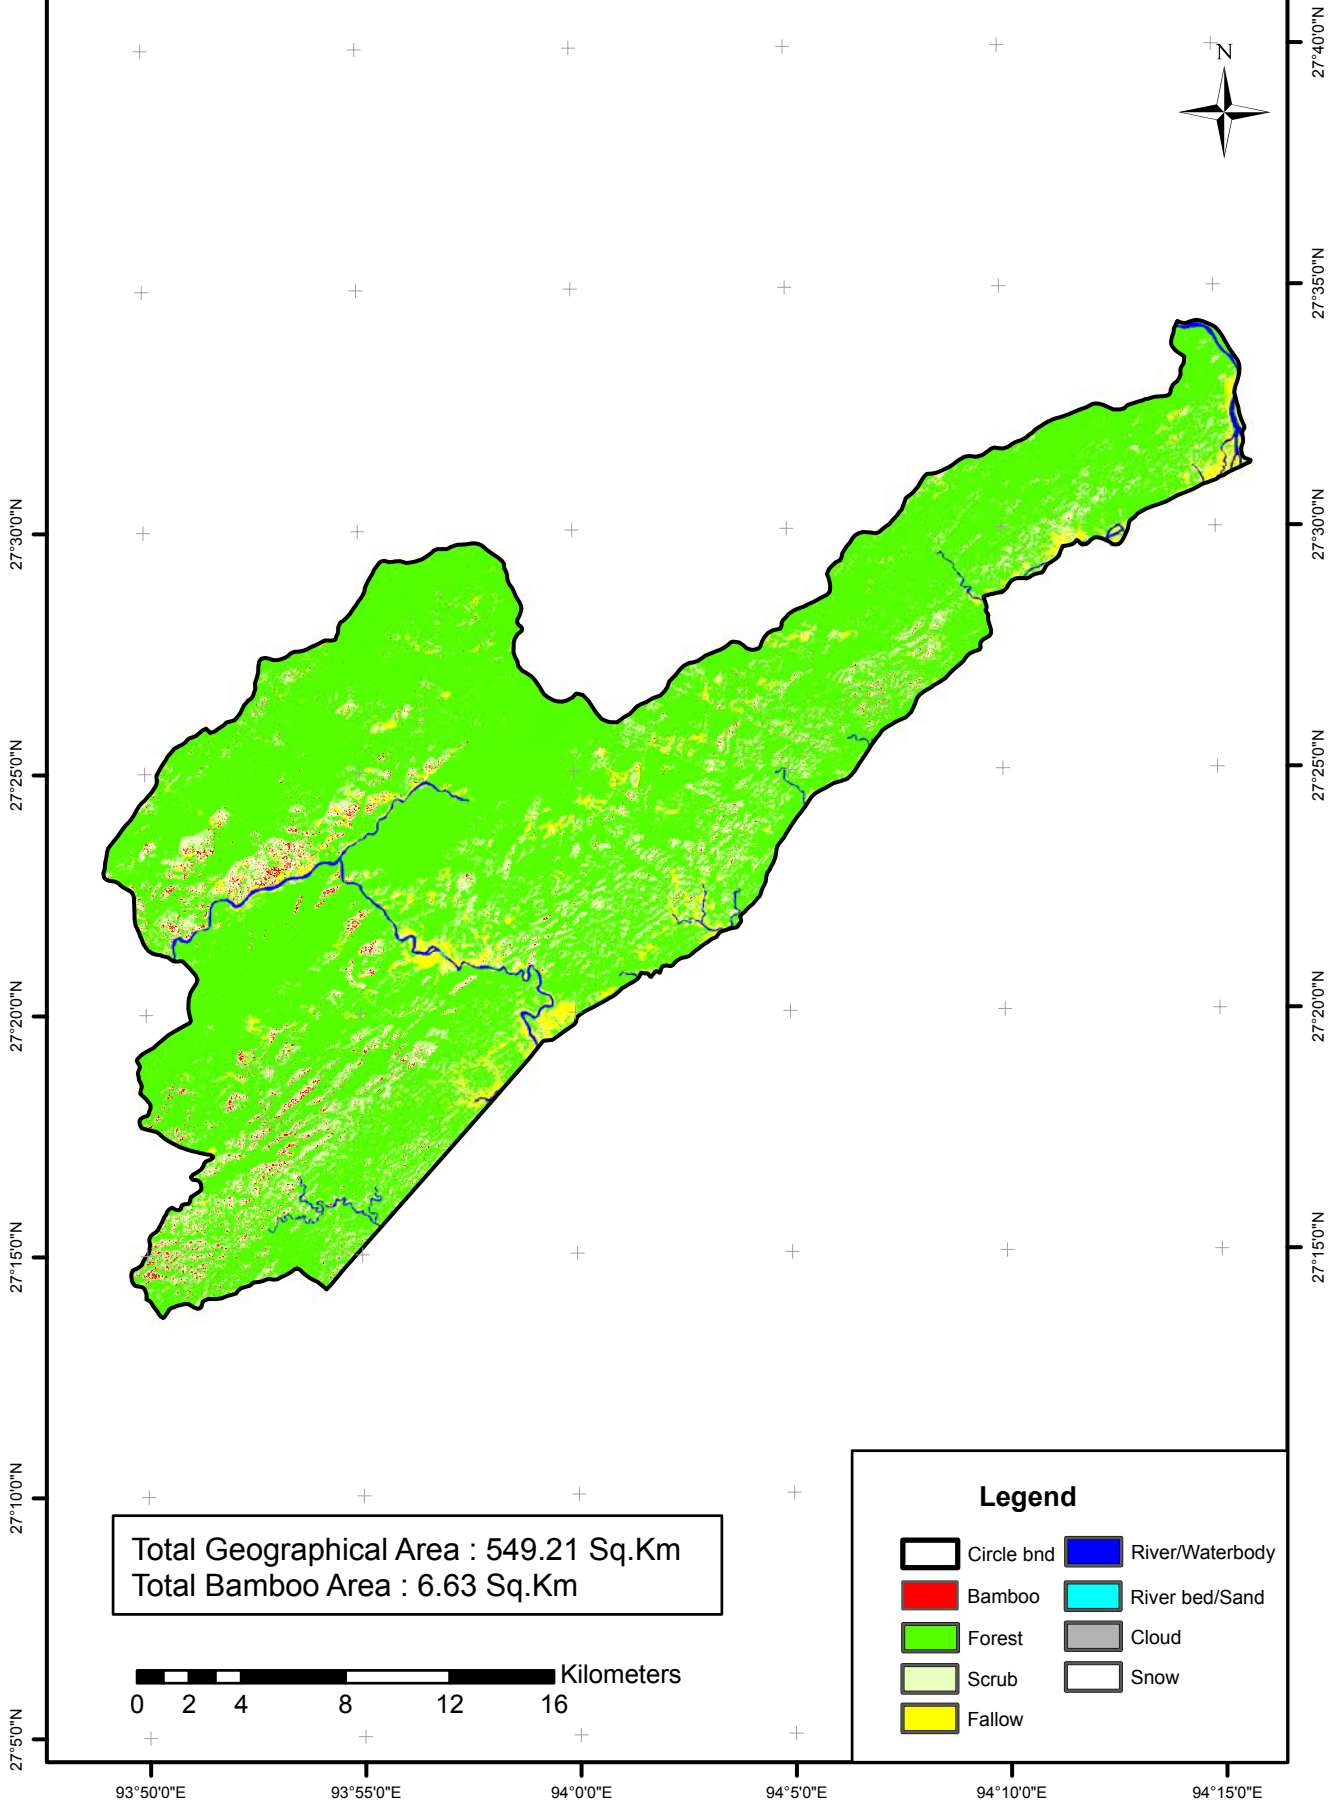 N
27°40'0"N
27°35'0"N
27°30'0"N
27°30'0"N
27°25'0"N
27°25'0"N
27°20'0"N
27°20'0"N
27°15'0"N
27°15'0"N
27°10'0"N
27°5'0"N
Total Geographical Area : 549.21 Sq.Km
Total Bamboo Area : 6.63 Sq.Km
Kilometers
0 2 4 8 12 16
Legend
Circle bnd
Bamboo
Forest
Scrub
Fallow
River/Waterbody
River bed/Sand
Cloud
Snow
93°50'0"E 93°55'0"E 94°0'0"E 94°5'0"E 94°10'0"E 94°15'0"E